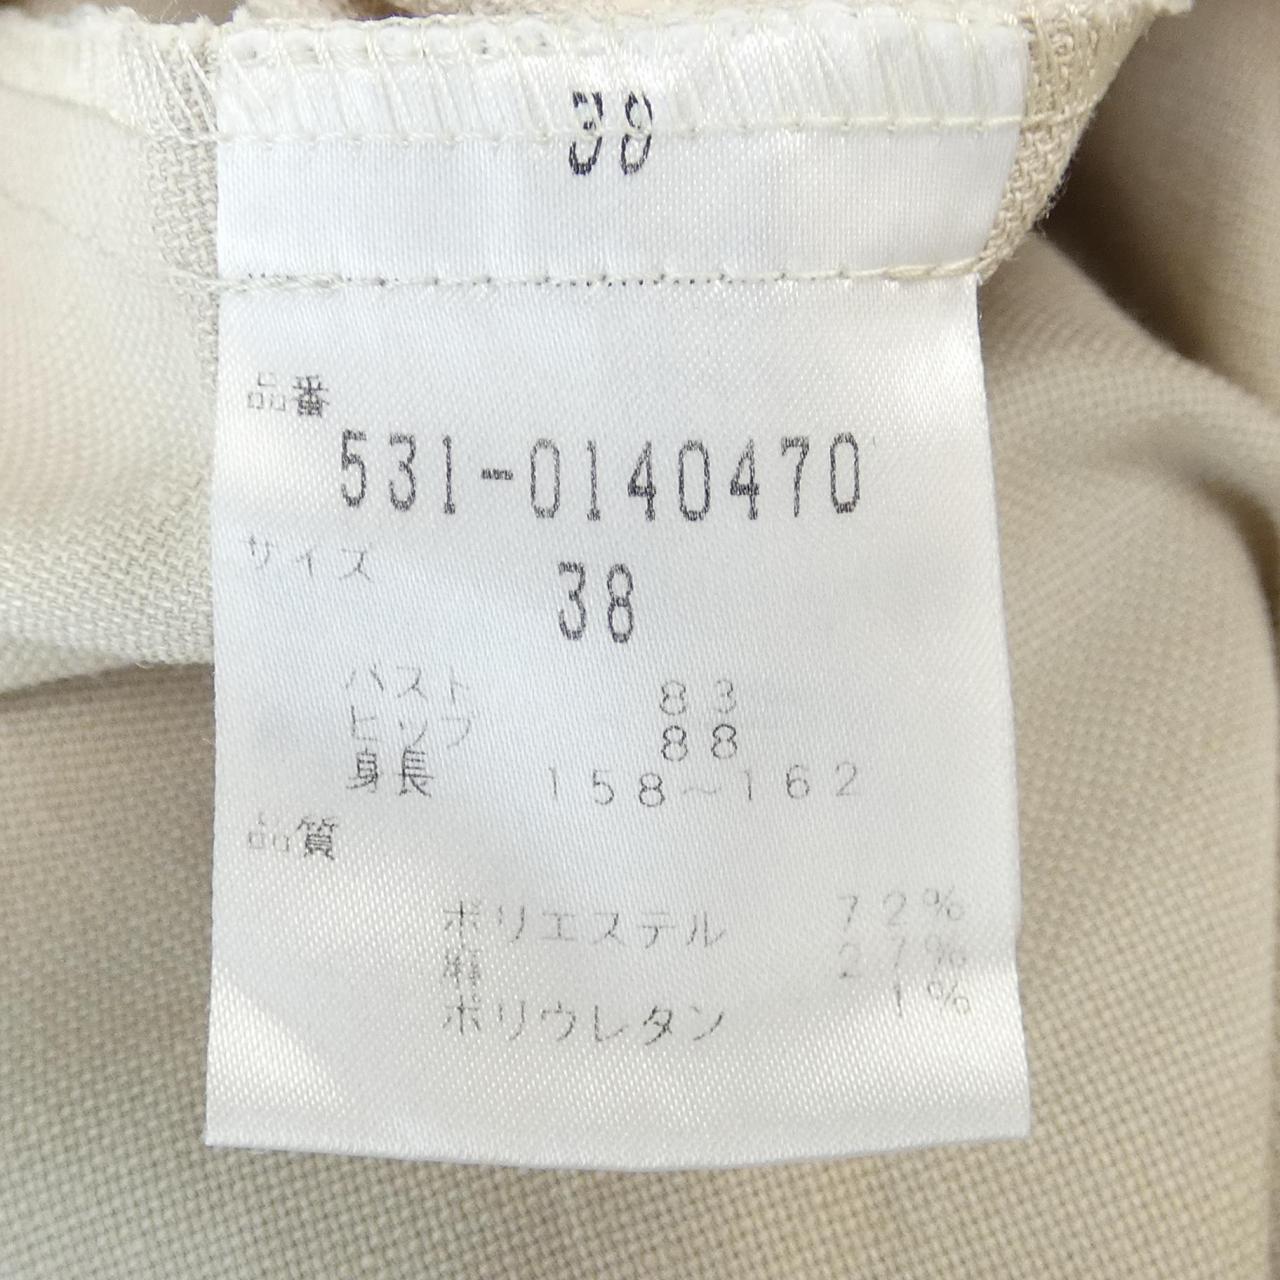 38
品番
531-0140470
サイズ
38
バスト 83
ヒップ 88
身長 158~162
品質
ポリエステル 72%
麻 27%
ポリウレタン 1%